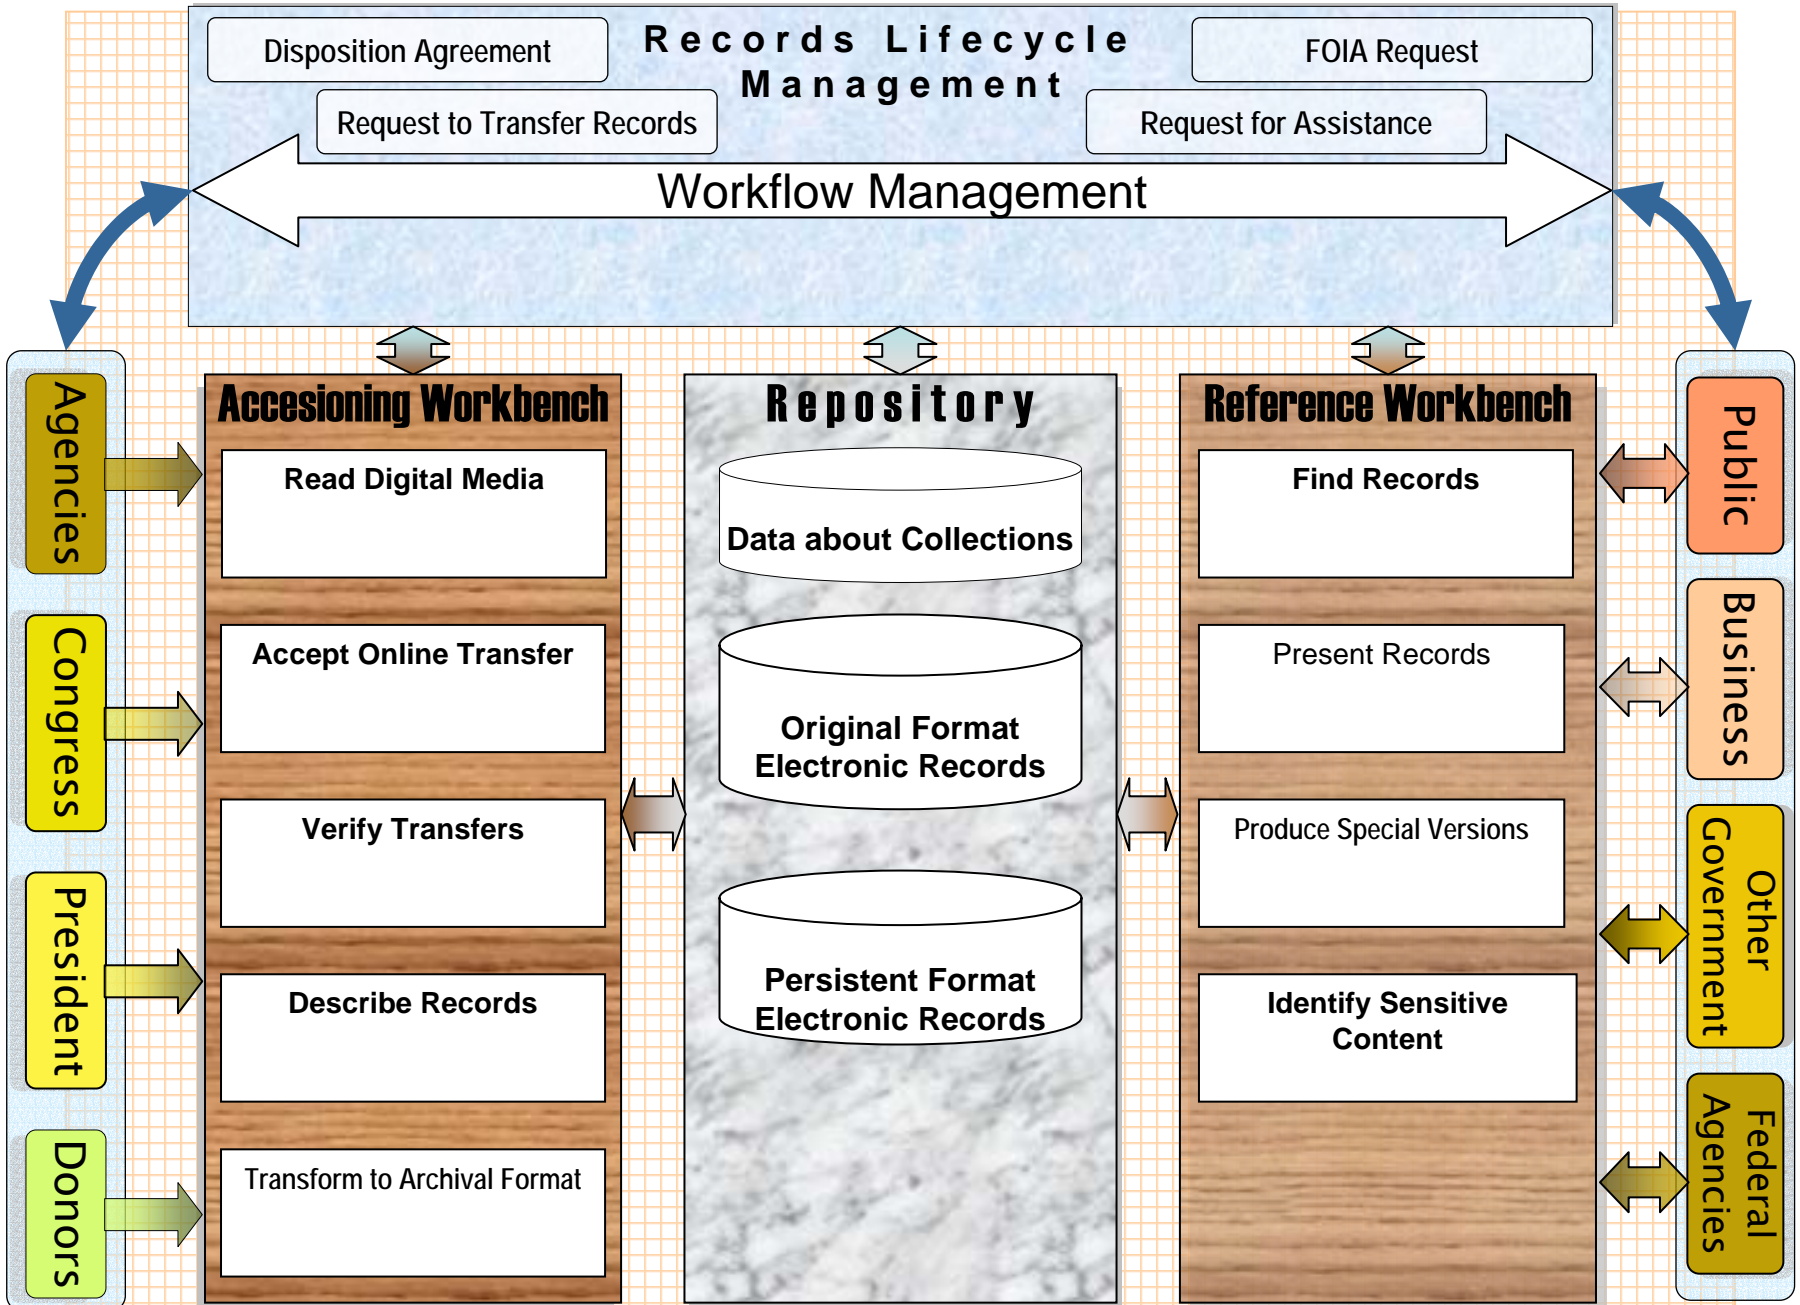 Disposition Agreement
Records Lifecycle
Management
FOIA Request
Request to Transfer Records
Request for Assistance
Workflow Management
Agencies
Congress
President
Donors
Accesioning Workbench
Read Digital Media
Accept Online Transfer
Verify Transfers
Describe Records
Transform to Archival Format
Repository
Data about Collections
Original Format
Electronic Records
Persistent Format
Electronic Records
Reference Workbench
Find Records
Present Records
Produce Special Versions
Identify Sensitive
Content
Public
Business
Other
Government
Federal
Agencies